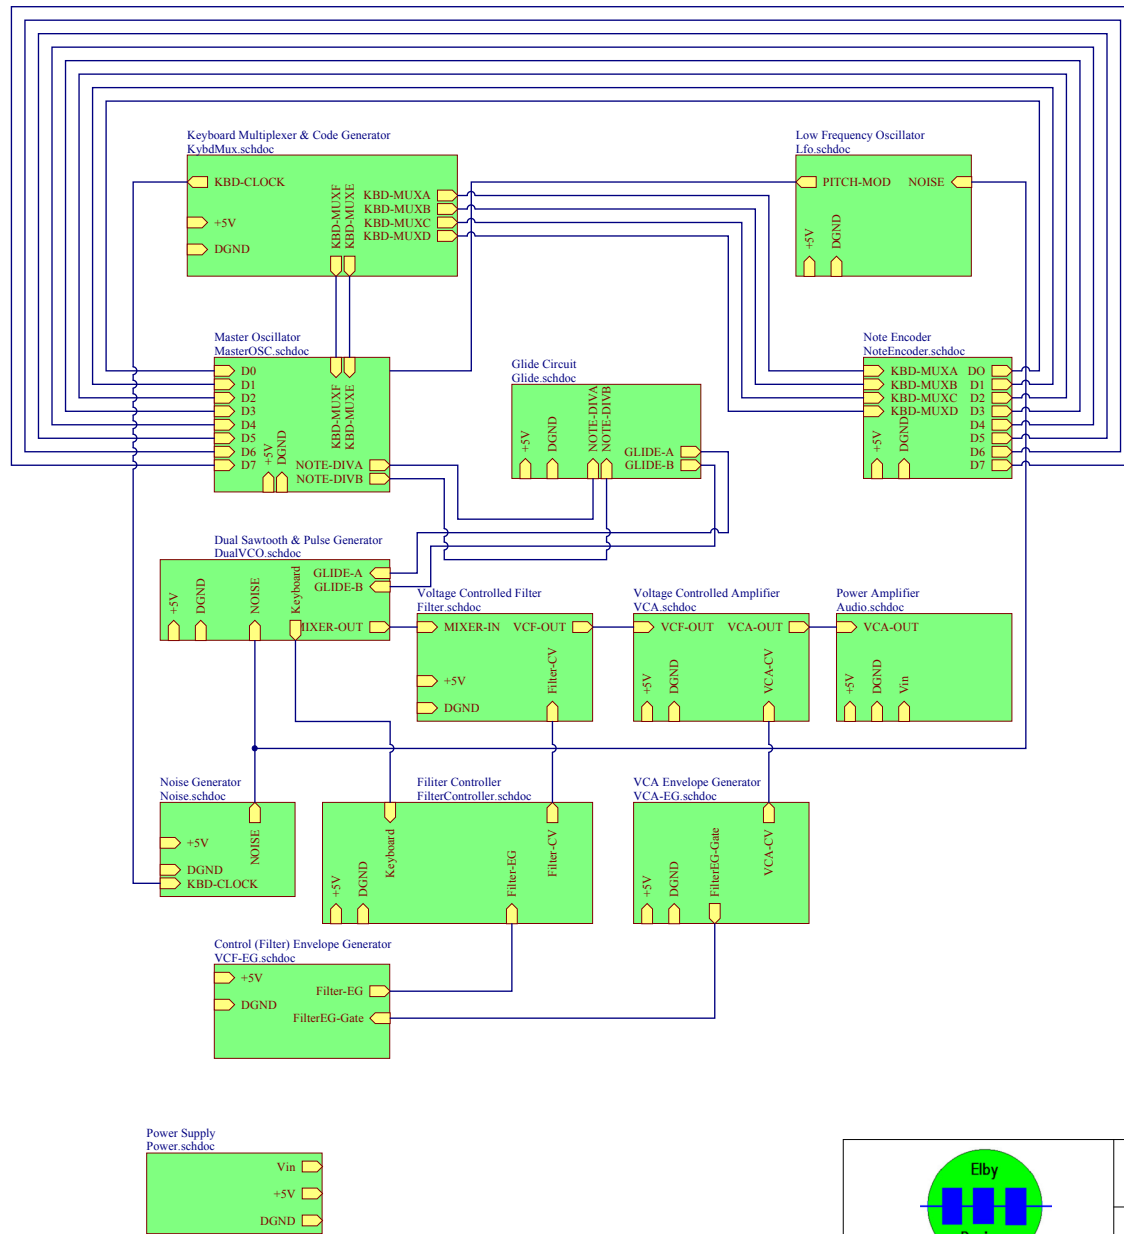 Keyboard Multiplexer & Code Generator
KybdMux.schdoc
KBD-CLOCK
+5V
DGND
KBD-MUXF
KBD-MUXE
KBD-MUXA
KBD-MUXB
KBD-MUXC
KBD-MUXD
Low Frequency Oscillator
Lfo.schdoc
PITCH-MOD
NOISE
+5V
DGND
Master Oscillator
MasterOSC.schdoc
D0
D1
D2
D3
D4
D5
D6
D7
+5V
DGND
KBD-MUXF
KBD-MUXE
NOTE-DIVA
NOTE-DIVB
Glide Circuit
Glide.schdoc
+5V
DGND
NOTE-DIVA
NOTE-DIVB
GLIDE-A
GLIDE-B
Note Encoder
NoteEncoder.schdoc
KBD-MUXA
KBD-MUXB
KBD-MUXC
KBD-MUXD
+5V
DGND
DO
D1
D2
D3
D4
D5
D6
D7
Dual Sawtooth & Pulse Generator
DualVCO.schdoc
+5V
DGND
NOISE
Keyboard
GLIDE-A
GLIDE-B
MIXER-OUT
Voltage Controlled Filter
Filter.schdoc
MIXER-IN
VCF-OUT
+5V
DGND
Filter-CV
Voltage Controlled Amplifier
VCA.schdoc
VCF-OUT
VCA-OUT
+5V
DGND
VCA-CV
Power Amplifier
Audio.schdoc
VCA-OUT
+5V
DGND
Vin
Noise Generator
Noise.schdoc
+5V
DGND
KBD-CLOCK
NOISE
Filiter Controller
FilterController.schdoc
+5V
DGND
Keyboard
Filter-EG
Filter-CV
VCA Envelope Generator
VCA-EG.schdoc
+5V
DGND
FilterEG-Gate
VCA-CV
Control (Filter) Envelope Generator
VCF-EG.schdoc
+5V
DGND
Filter-EG
FilterEG-Gate
Power Supply
Power.schdoc
Vin
+5V
DGND
Elby